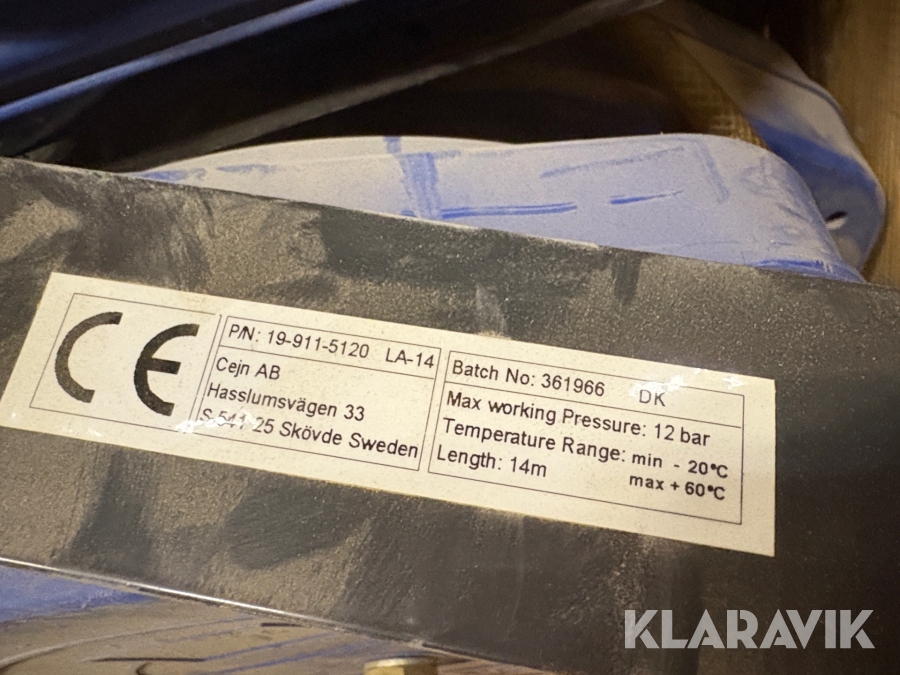 CE
P/N: 19-911-5120 LA-14
Cejn AB
Hasslumsvägen 33
S-541 25 Skövde Sweden
Batch No: 361966 DK
Max working Pressure: 12 bar
Temperature Range: min - 20°C
max + 60°C
Length: 14m
KLARAVIK